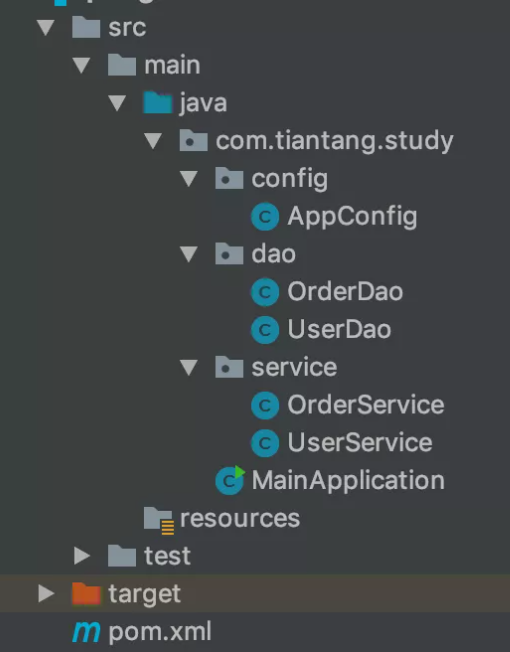 src
main
java
com.tiantang.study
config
C AppConfig
dao
C OrderDao
C UserDao
service
C OrderService
C UserService
C MainApplication
resources
test
target
m pom.xml